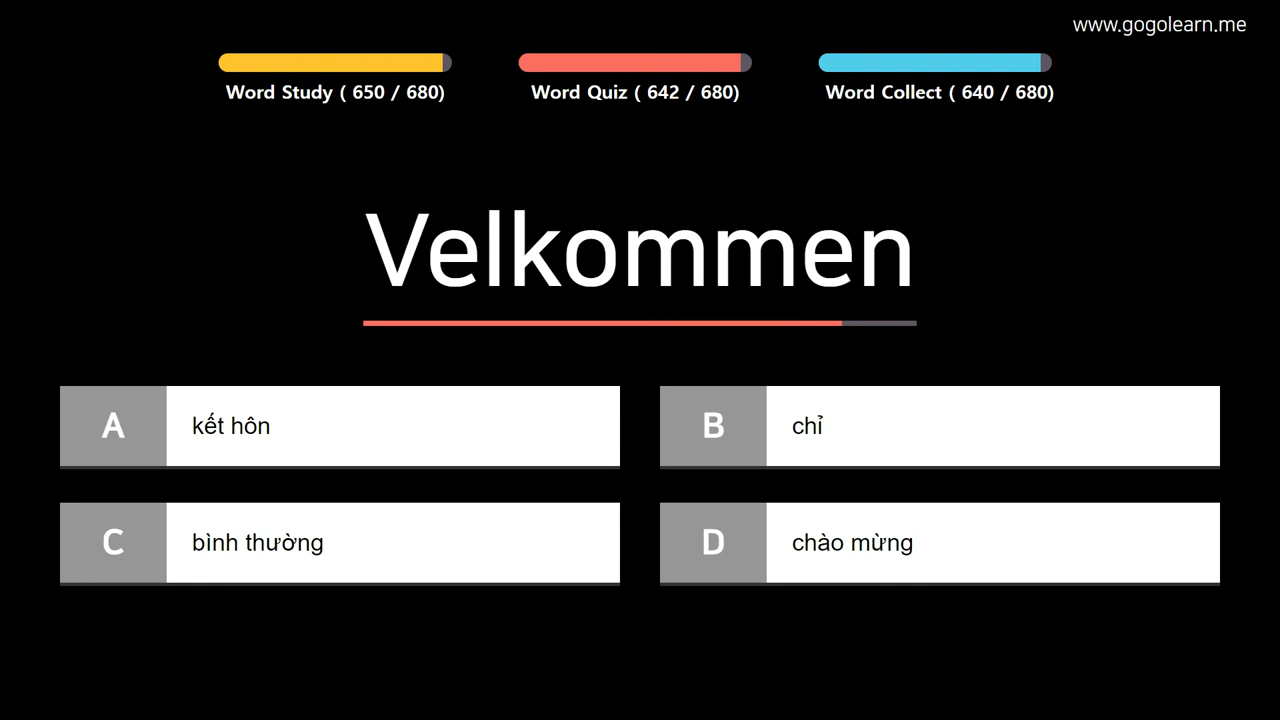 www.gogolearn.me
Word Study ( 650 / 680)
Word Quiz ( 642 / 680)
Word Collect ( 640 / 680)
Velkommen
A kết hôn
B chỉ
C bình thường
D chào mừng